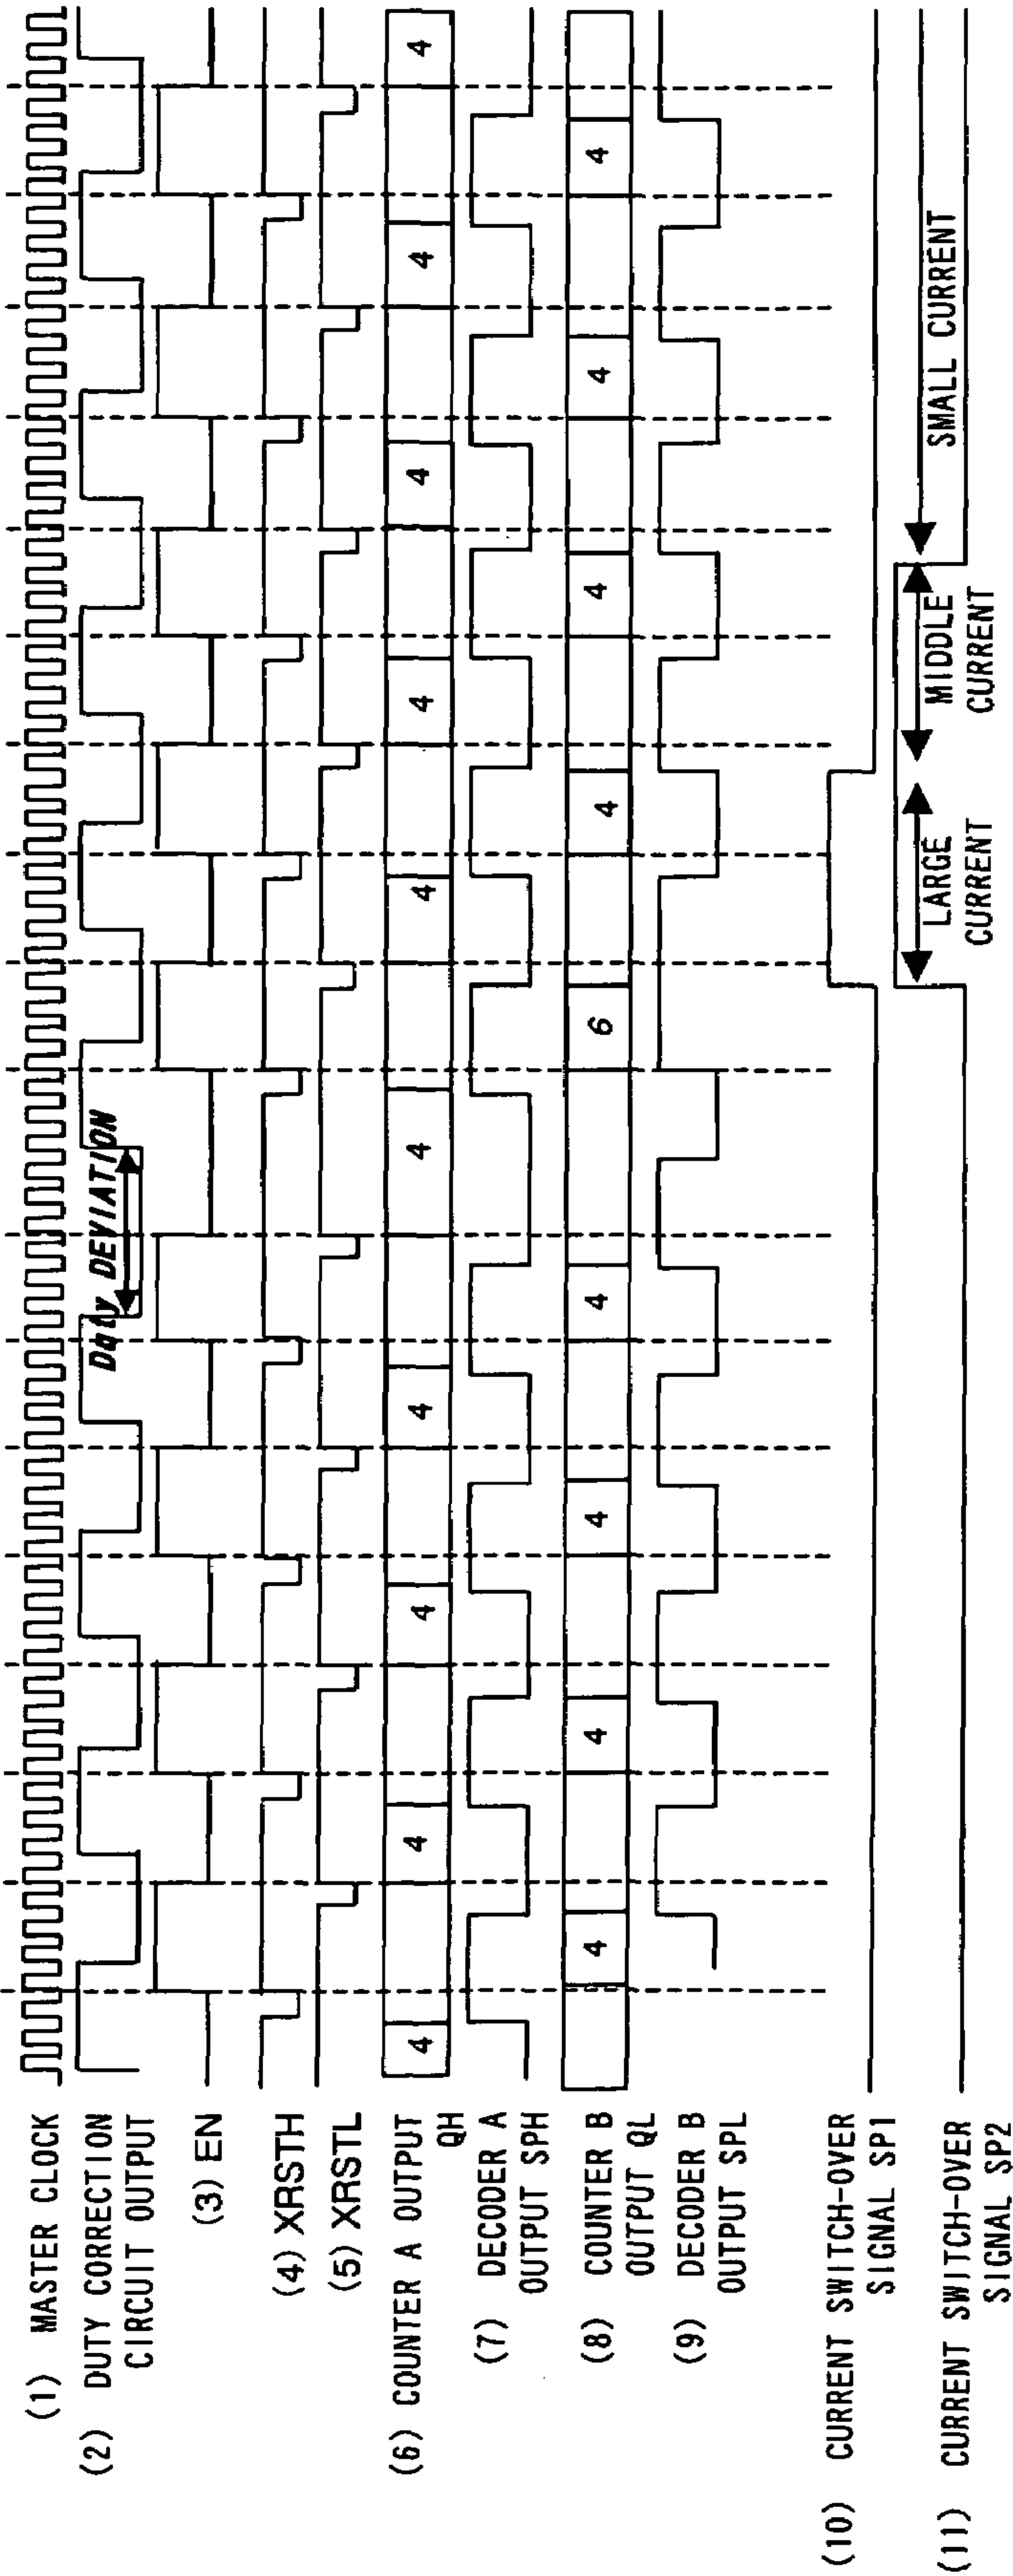 (1) MASTER CLOCK
(2) DUTY CORRECTION
CIRCUIT OUTPUT
Daty DEVIATION
(3) EN
(4) XRSTH
(5) XRSTL
(6) COUNTER A OUTPUT
QH
4 4 4 4 4 4 4 4 4 4
(7) DECODER A
OUTPUT SPH
(8) COUNTER B
OUTPUT QL
4 4 4 4 6 4 4 4 4
(9) DECODER B
OUTPUT SPL
(10) CURRENT SWITCH-OVER
SIGNAL SP1
(11) CURRENT SWITCH-OVER
SIGNAL SP2
LARGE
CURRENT
MIDDLE
CURRENT
SMALL CURRENT